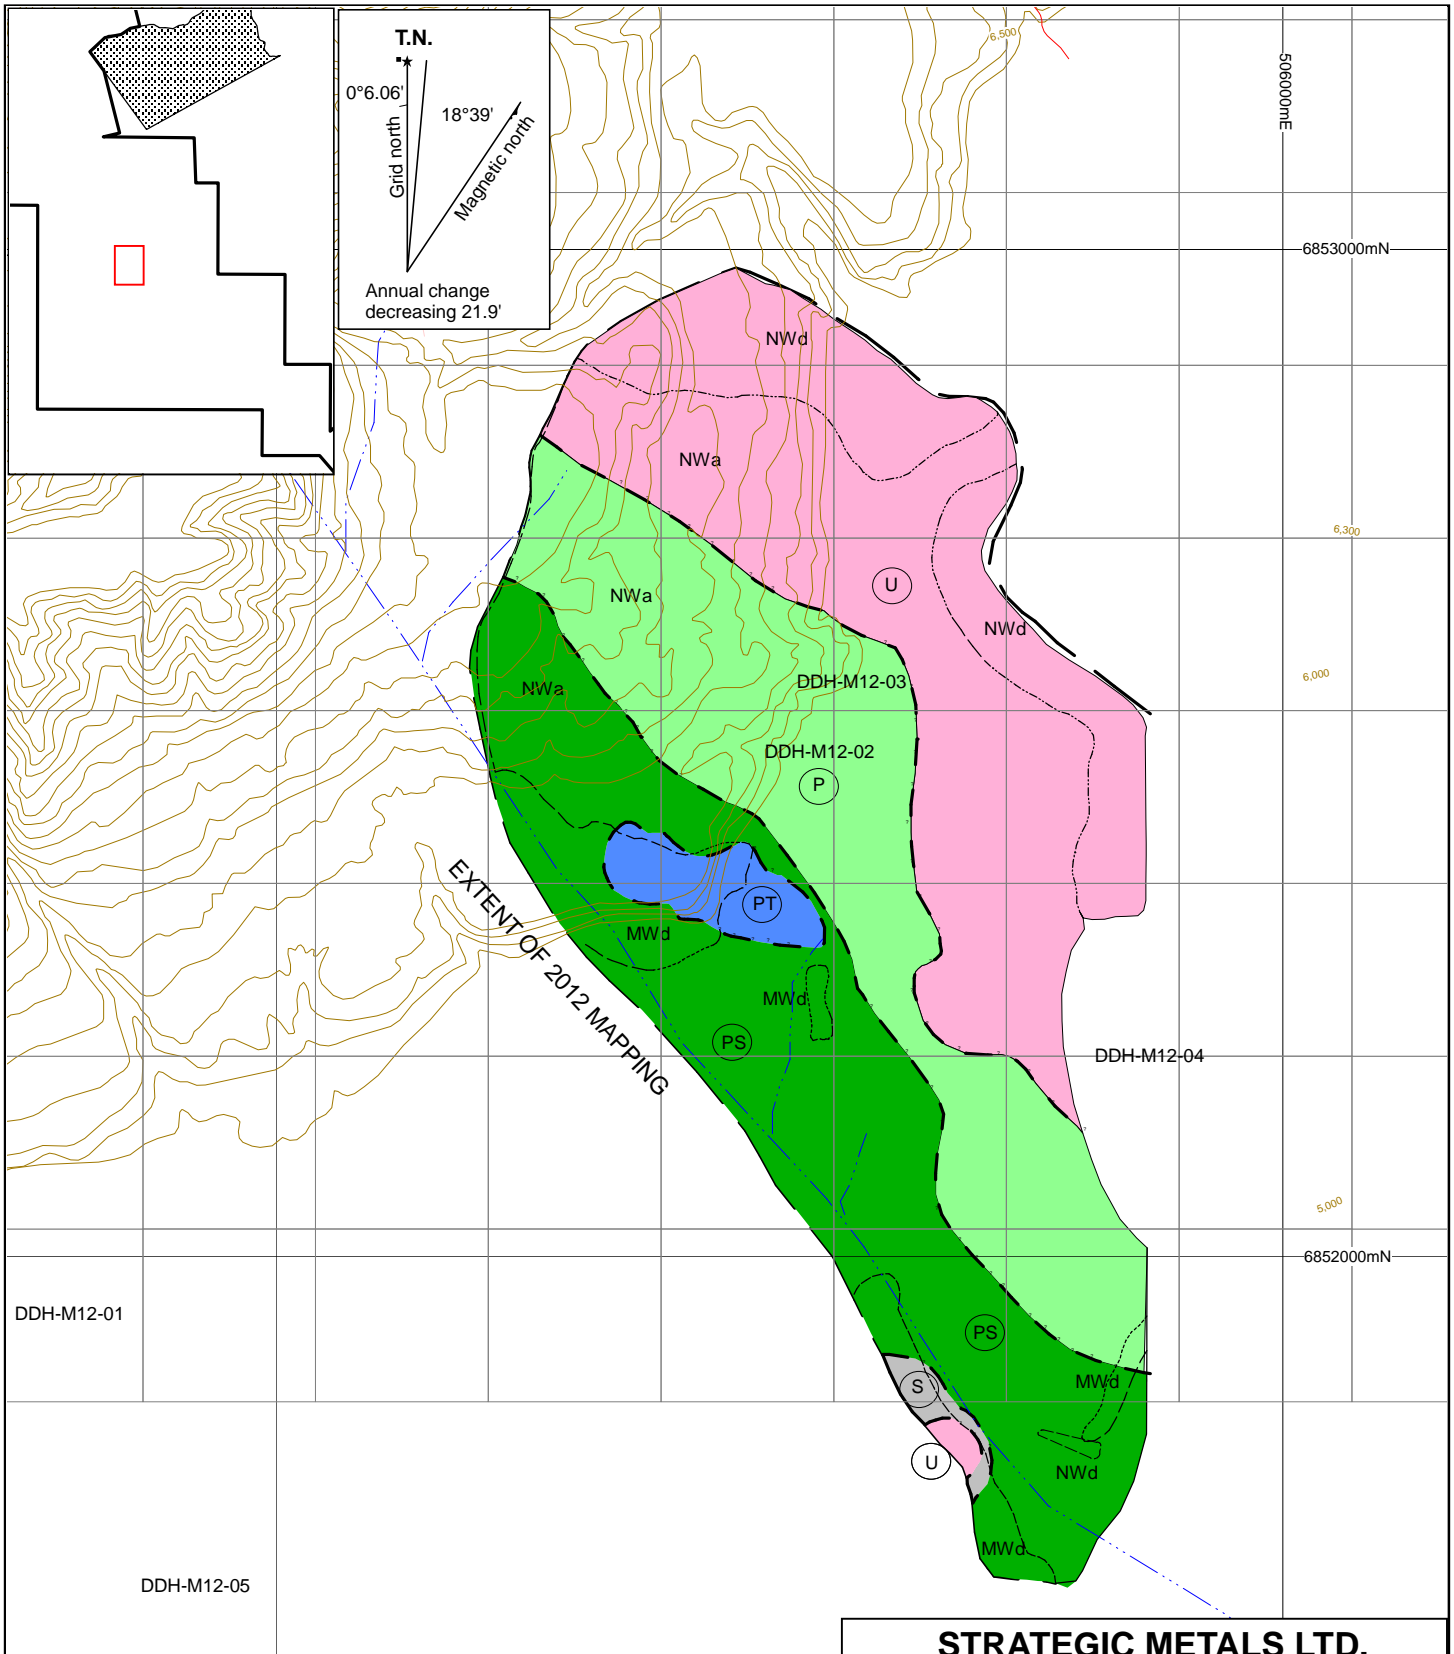 T.N.
0°6.06'
18°39'
Grid north
Magnetic north
Annual change
decreasing 21.9'
6,500
506000mE
6853000mN
NWd
NWa
6,300
U
NWa
NWd
6,000
DDH-M12-03
NWa
DDH-M12-02
P
EXTENT OF 2012 MAPPING
PT
MWd
MWd
PS
DDH-M12-04
5,000
6852000mN
DDH-M12-01
PS
MWd
S
U
NWd
MWd
DDH-M12-05
STRATEGIC METALS LTD.